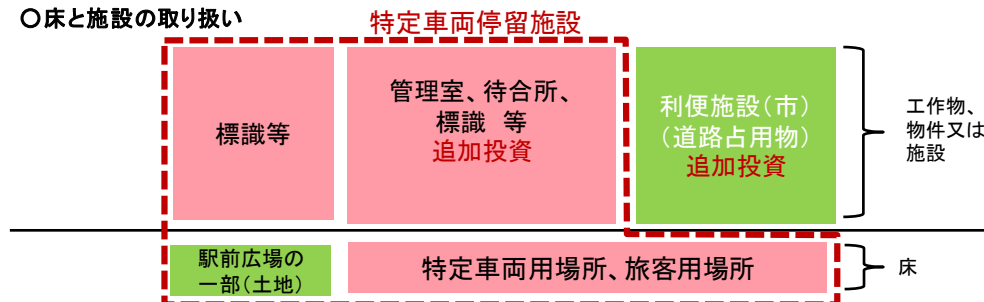 〇床と施設の取り扱い
特定車両停留施設
標識等
管理室、待合所、
標識 等
追加投資
利便施設（市）
（道路占用物）
追加投資
工作物、
物件又は
施設
駅前広場の
一部（土地）
特定車両用場所、旅客用場所
床